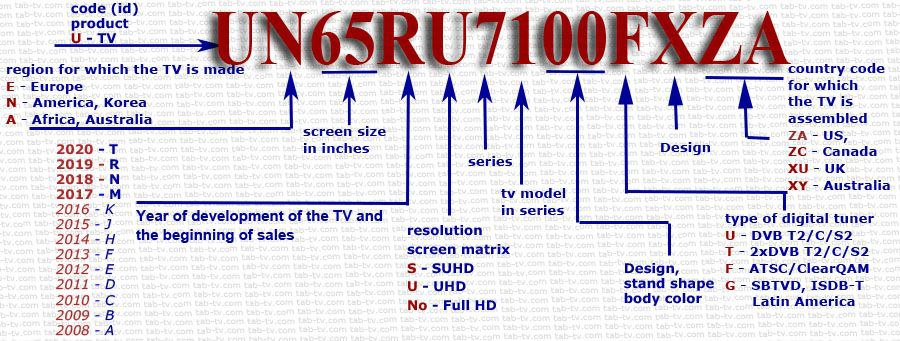 code (id)
product
U - TV
UN65RU7100FXZA
region for which the TV is made
E - Europe
N - America, Korea
A - Africa, Australia
screen size
in inches
series
tv model
in series
Design
country code
for which
the TV is
assembled
ZA - US,
ZC - Canada
XU - UK
XY - Australia
2020 - T
2019 - R
2018 - N
2017 - M
2016 - K
2015 - J
2014 - H
2013 - F
2012 - E
2011 - D
2010 - C
2009 - B
2008 - A
Year of development of the TV and
the beginning of sales
resolution
screen matrix
S - SUHD
U - UHD
No - Full HD
Design,
stand shape
body color
type of digital tuner
U - DVB T2/C/S2
T - 2xDVB T2/C/S2
F - ATSC/ClearQAM
G - SBTVD, ISDB-T
Latin America
tab-tv.com